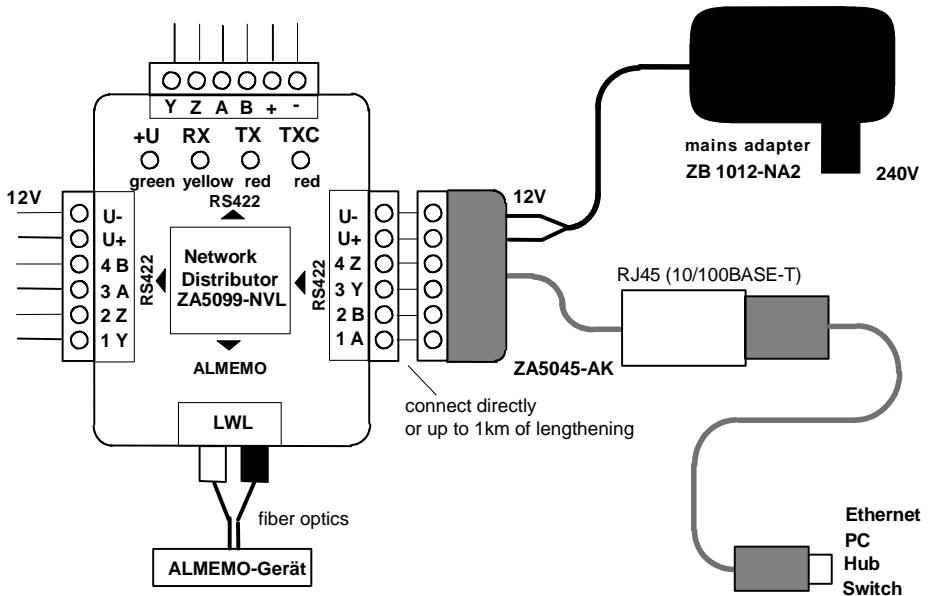 Y Z A B + -
+U RX TX TXC
green yellow red red
RS422
12V
U-
U+
4 B
3 A
2 Z
1 Y
RS422
Network
Distributor
ZA5099-NVL
ALMEMO
RS422
U-
U+
4 Z
3 Y
2 B
1 A
LWL
fiber optics
ALMEMO-Gerät
12V
mains adapter
ZB 1012-NA2
240V
RJ45 (10/100BASE-T)
ZA5045-AK
connect directly
or up to 1km of lengthening
Ethernet
PC
Hub
Switch